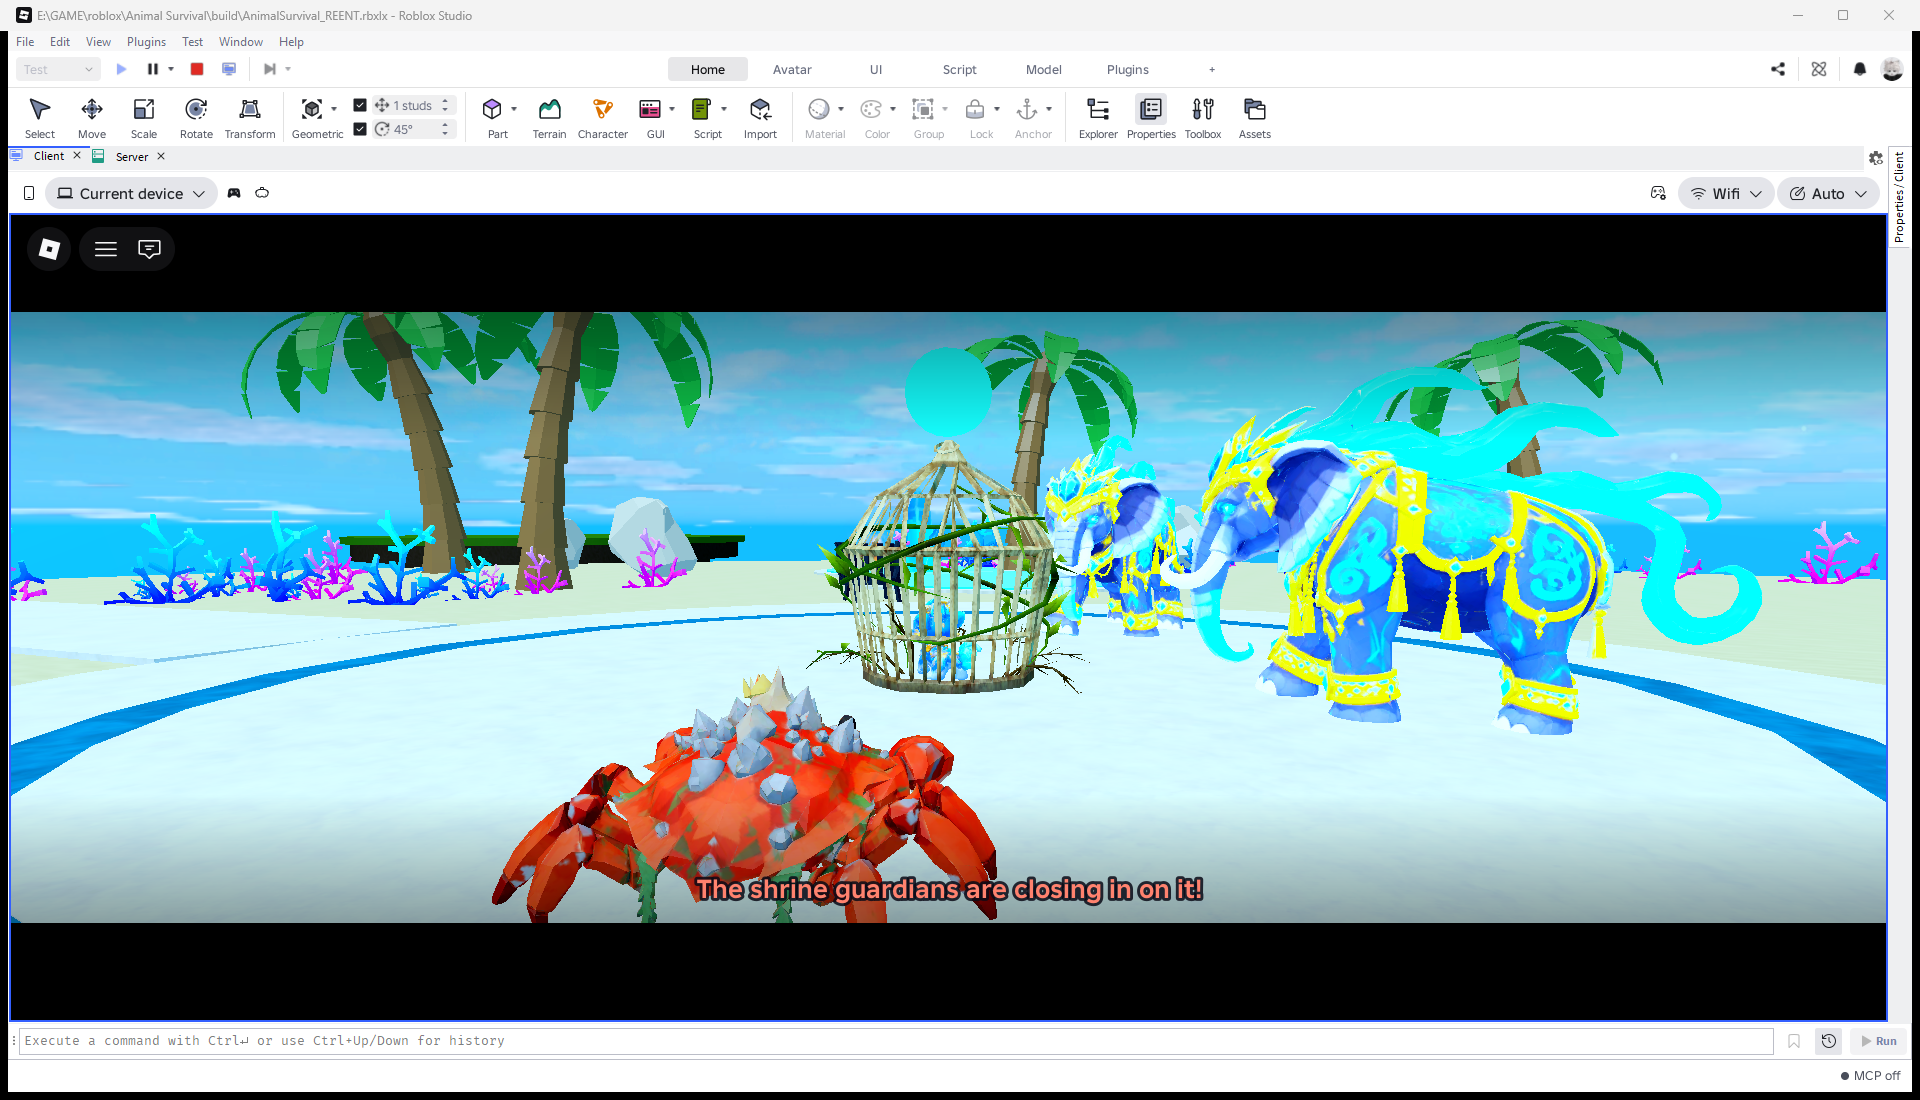 E:\GAME\roblox\Animal Survival\build\AnimalSurvival_REENT.rbxlx - Roblox Studio
File Edit View Plugins Test Window Help
Test
Home Avatar UI Script Model Plugins +
1 studs
45°
Select Move Scale Rotate Transform Geometric Part Terrain Character GUI Script Import Material Color Group Lock Anchor Explorer Properties Toolbox Assets
Client Server
Current device
Wifi Auto
Properties / Client
The shrine guardians are closing in on it!
Execute a command with Ctrl↵ or use Ctrl+Up/Down for history
Run
MCP off